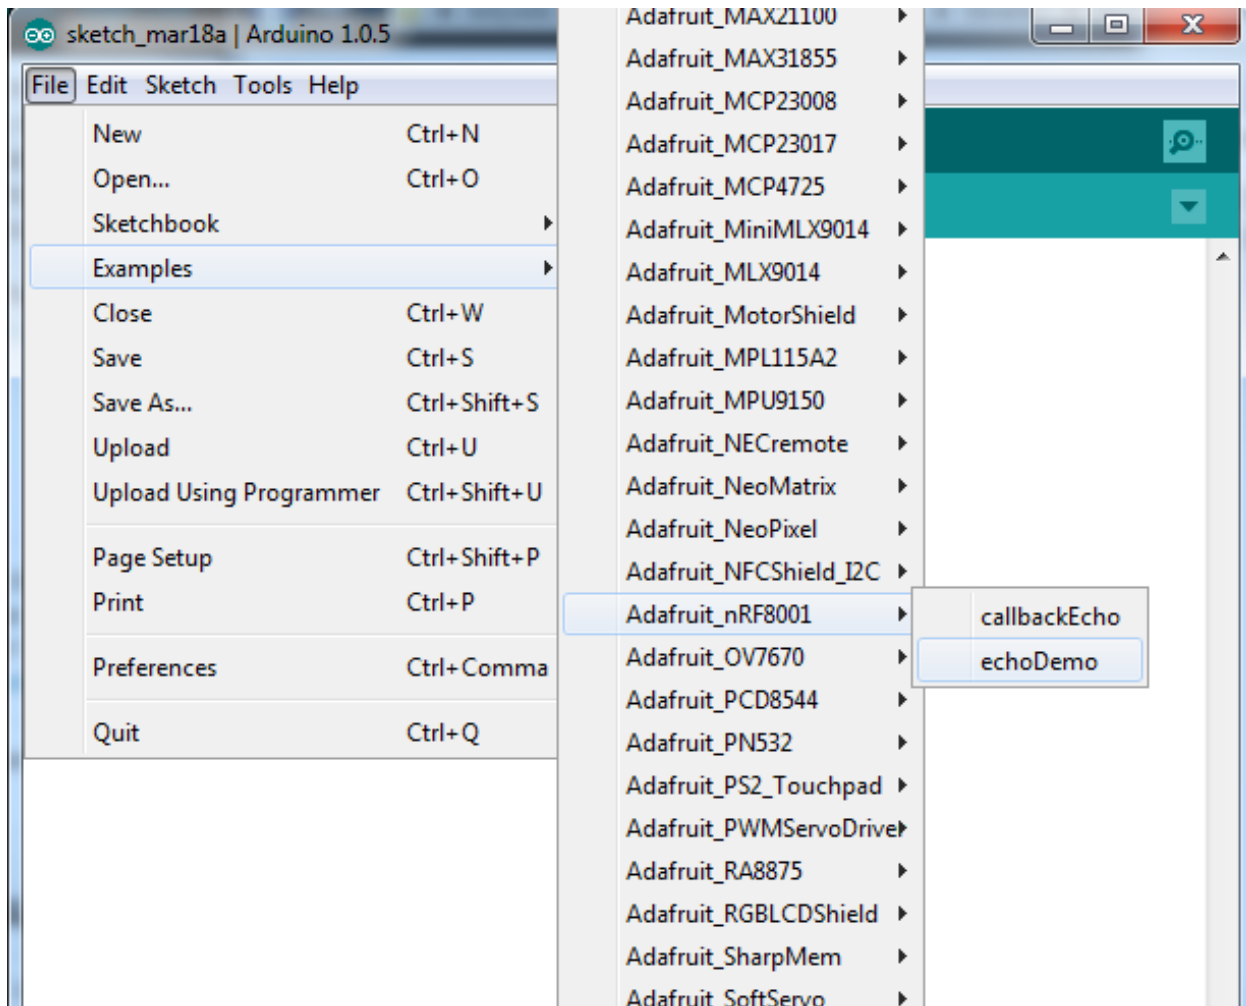 sketch_mar18a | Arduino 1.0.5
File Edit Sketch Tools Help
New Ctrl+N
Open... Ctrl+O
Sketchbook
Examples
Close Ctrl+W
Save Ctrl+S
Save As... Ctrl+Shift+S
Upload Ctrl+U
Upload Using Programmer Ctrl+Shift+U
Page Setup Ctrl+Shift+P
Print Ctrl+P
Preferences Ctrl+Comma
Quit Ctrl+Q
Adafruit_MAX21100
Adafruit_MAX31855
Adafruit_MCP23008
Adafruit_MCP23017
Adafruit_MCP4725
Adafruit_MiniMLX9014
Adafruit_MLX9014
Adafruit_MotorShield
Adafruit_MPL115A2
Adafruit_MPU9150
Adafruit_NECremote
Adafruit_NeoMatrix
Adafruit_NeoPixel
Adafruit_NFCShield_I2C
Adafruit_nRF8001
Adafruit_OV7670
Adafruit_PCD8544
Adafruit_PN532
Adafruit_PS2_Touchpad
Adafruit_PWMServoDriver
Adafruit_RA8875
Adafruit_RGBLCDShield
Adafruit_SharpMem
Adafruit_SoftServo
callbackEcho
echoDemo